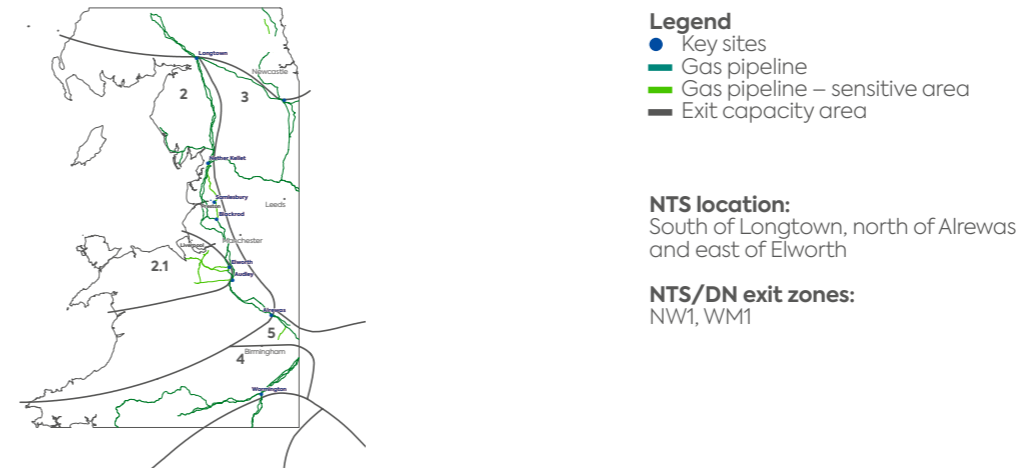 Longtown
Newcastle
2
3
Nether Kellet
Samlesbury
Preston
Blackrod
Leeds
Manchester
Liverpool
2.1
Elworth
Audley
Alrewas
5
Birmingham
4
Wormington
Legend
Key sites
Gas pipeline
Gas pipeline – sensitive area
Exit capacity area
NTS location:
South of Longtown, north of Alrewas
and east of Elworth
NTS/DN exit zones:
NW1, WM1